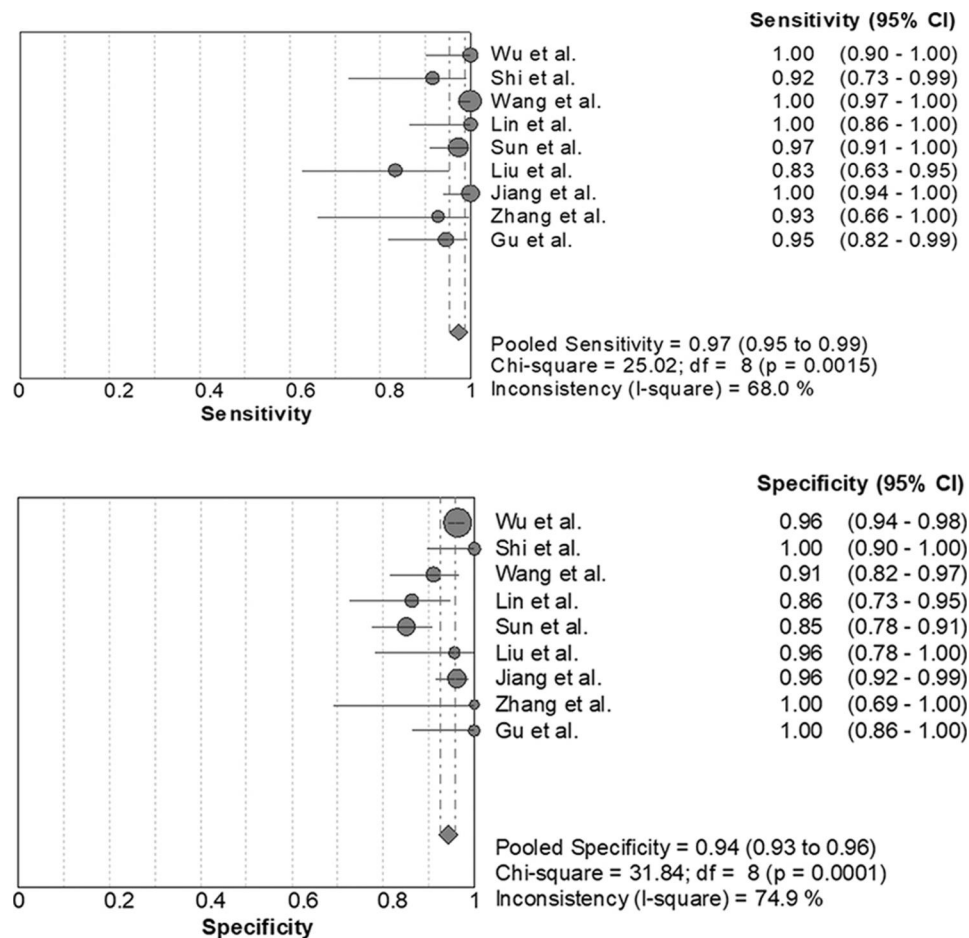 Sensitivity (95% CI)
Wu et al. 1.00 (0.90 - 1.00)
Shi et al. 0.92 (0.73 - 0.99)
Wang et al. 1.00 (0.97 - 1.00)
Lin et al. 1.00 (0.86 - 1.00)
Sun et al. 0.97 (0.91 - 1.00)
Liu et al. 0.83 (0.63 - 0.95)
Jiang et al. 1.00 (0.94 - 1.00)
Zhang et al. 0.93 (0.66 - 1.00)
Gu et al. 0.95 (0.82 - 0.99)
Pooled Sensitivity = 0.97 (0.95 to 0.99)
Chi-square = 25.02; df = 8 (p = 0.0015)
Inconsistency (I-square) = 68.0 %
0 0.2 0.4 0.6 0.8 1
Sensitivity
Specificity (95% CI)
Wu et al. 0.96 (0.94 - 0.98)
Shi et al. 1.00 (0.90 - 1.00)
Wang et al. 0.91 (0.82 - 0.97)
Lin et al. 0.86 (0.73 - 0.95)
Sun et al. 0.85 (0.78 - 0.91)
Liu et al. 0.96 (0.78 - 1.00)
Jiang et al. 0.96 (0.92 - 0.99)
Zhang et al. 1.00 (0.69 - 1.00)
Gu et al. 1.00 (0.86 - 1.00)
Pooled Specificity = 0.94 (0.93 to 0.96)
Chi-square = 31.84; df = 8 (p = 0.0001)
Inconsistency (I-square) = 74.9 %
0 0.2 0.4 0.6 0.8 1
Specificity